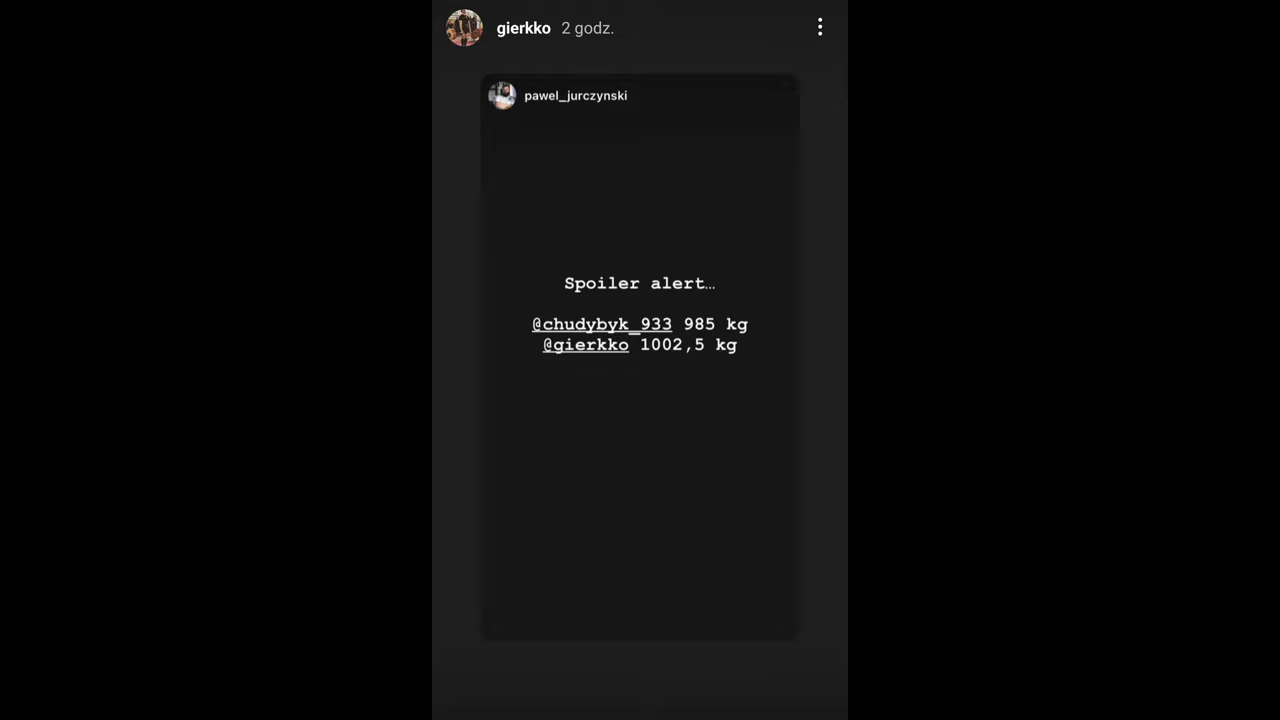 gierkko 2 godz.
pawel_jurczynski
Spoiler alert…
@chudybyk_933 985 kg
@gierkko 1002,5 kg